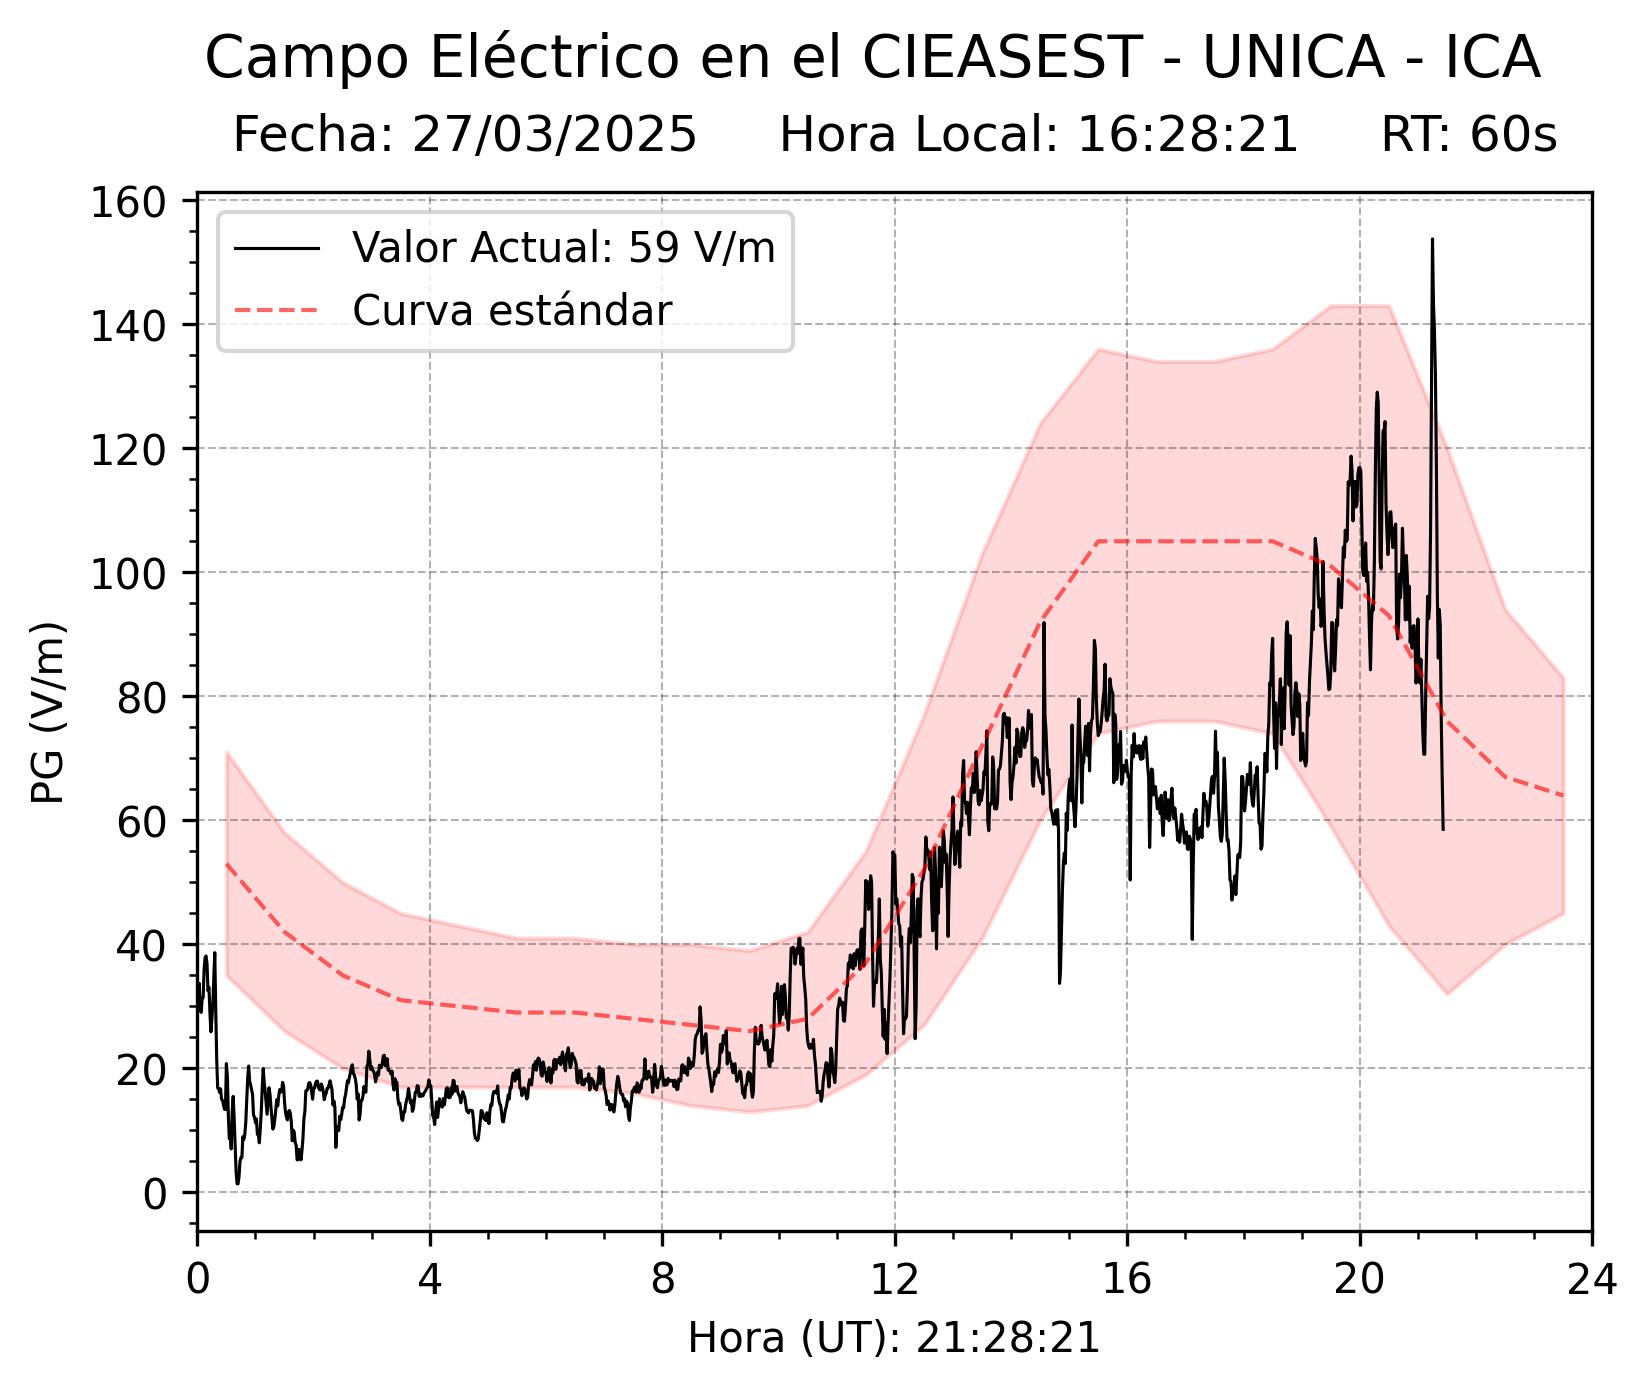 Campo Eléctrico en el CIEASEST - UNICA - ICA
Fecha: 27/03/2025 Hora Local: 16:28:21 RT: 60s
Valor Actual: 59 V/m
Curva estándar
PG (V/m)
160
140
120
100
80
60
40
20
0
0 4 8 12 16 20 24
Hora (UT): 21:28:21